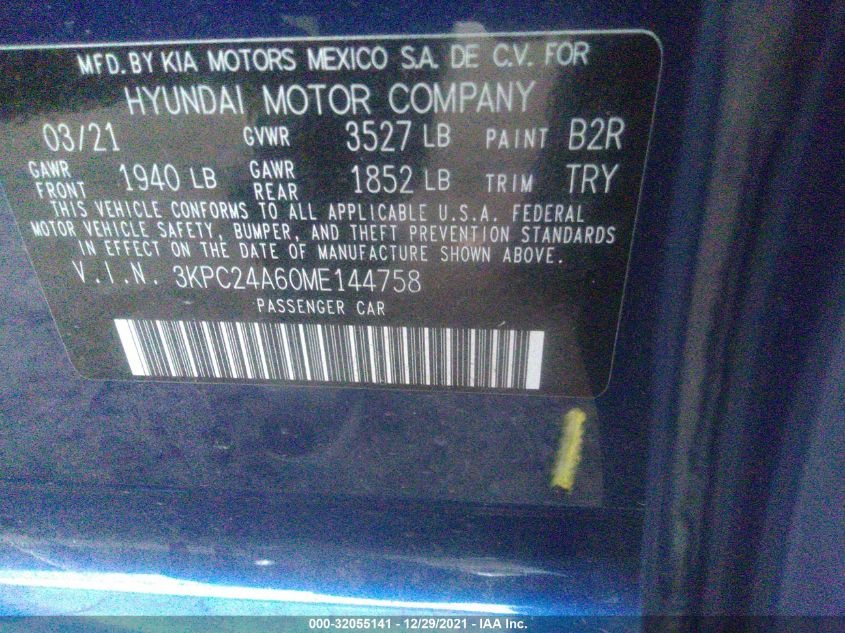 MFD. BY KIA MOTORS MEXICO S.A. DE C.V. FOR
HYUNDAI MOTOR COMPANY
03/21 GVWR 3527 LB PAINT B2R
GAWR FRONT 1940 LB GAWR REAR 1852 LB TRIM TRY
THIS VEHICLE CONFORMS TO ALL APPLICABLE U.S.A. FEDERAL
MOTOR VEHICLE SAFETY, BUMPER, AND THEFT PREVENTION STANDARDS
IN EFFECT ON THE DATE OF MANUFACTURE SHOWN ABOVE.
V.I.N. 3KPC24A60ME144758
PASSENGER CAR
000-32055141 - 12/29/2021 - IAA Inc.